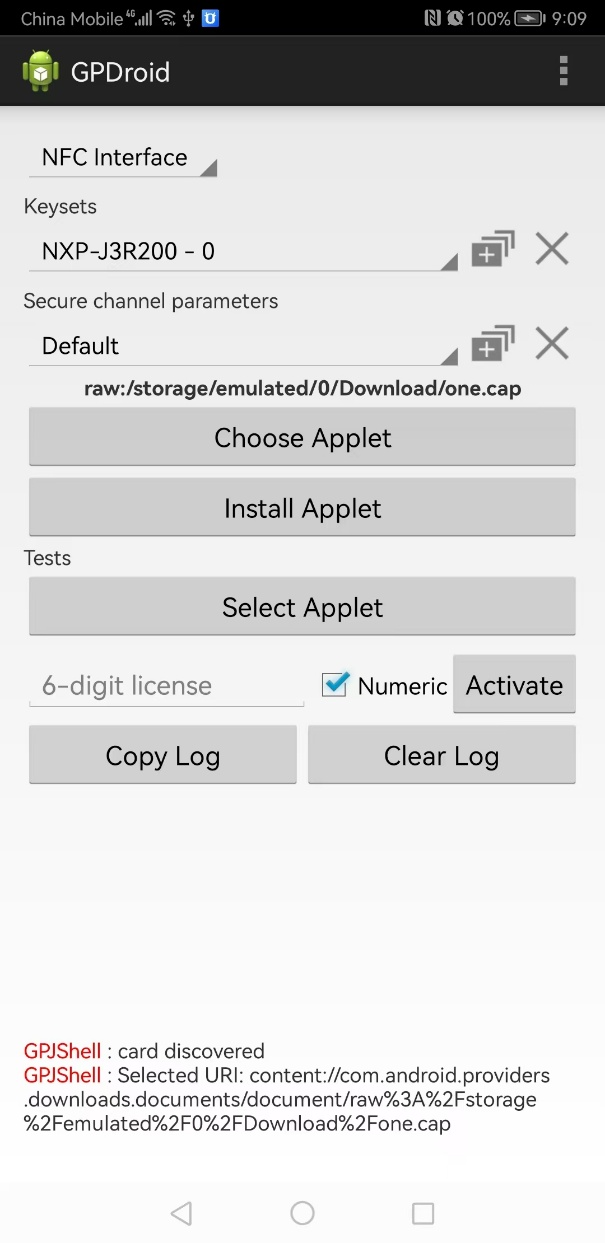 China Mobile 4G 100% 9:09
GPDroid
NFC Interface
Keysets
NXP-J3R200 - 0
Secure channel parameters
Default
raw:/storage/emulated/0/Download/one.cap
Choose Applet
Install Applet
Tests
Select Applet
6-digit license Numeric Activate
Copy Log Clear Log
GPJShell : card discovered
GPJShell : Selected URI: content://com.android.providers
.downloads.documents/document/raw%3A%2Fstorage
%2Femulated%2F0%2FDownload%2Fone.cap